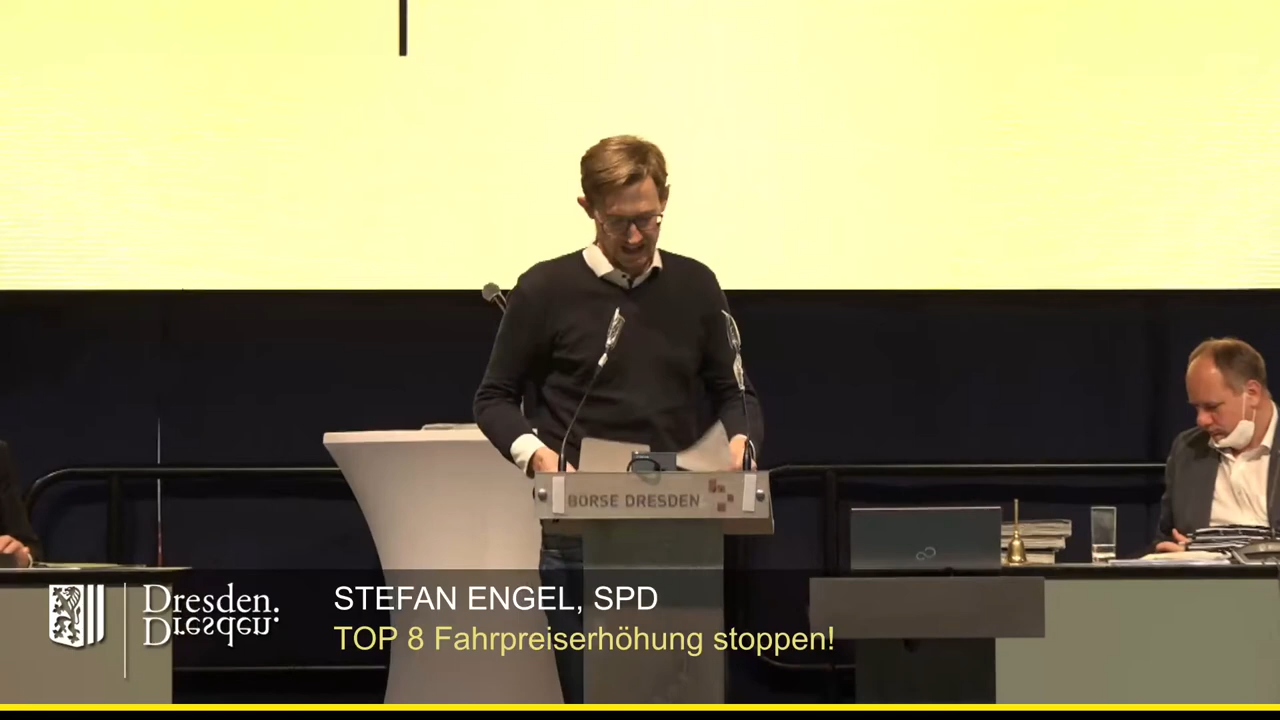 BÖRSE DRESDEN
Dresden.
Dresden.
STEFAN ENGEL, SPD
TOP 8 Fahrpreiserhöhung stoppen!